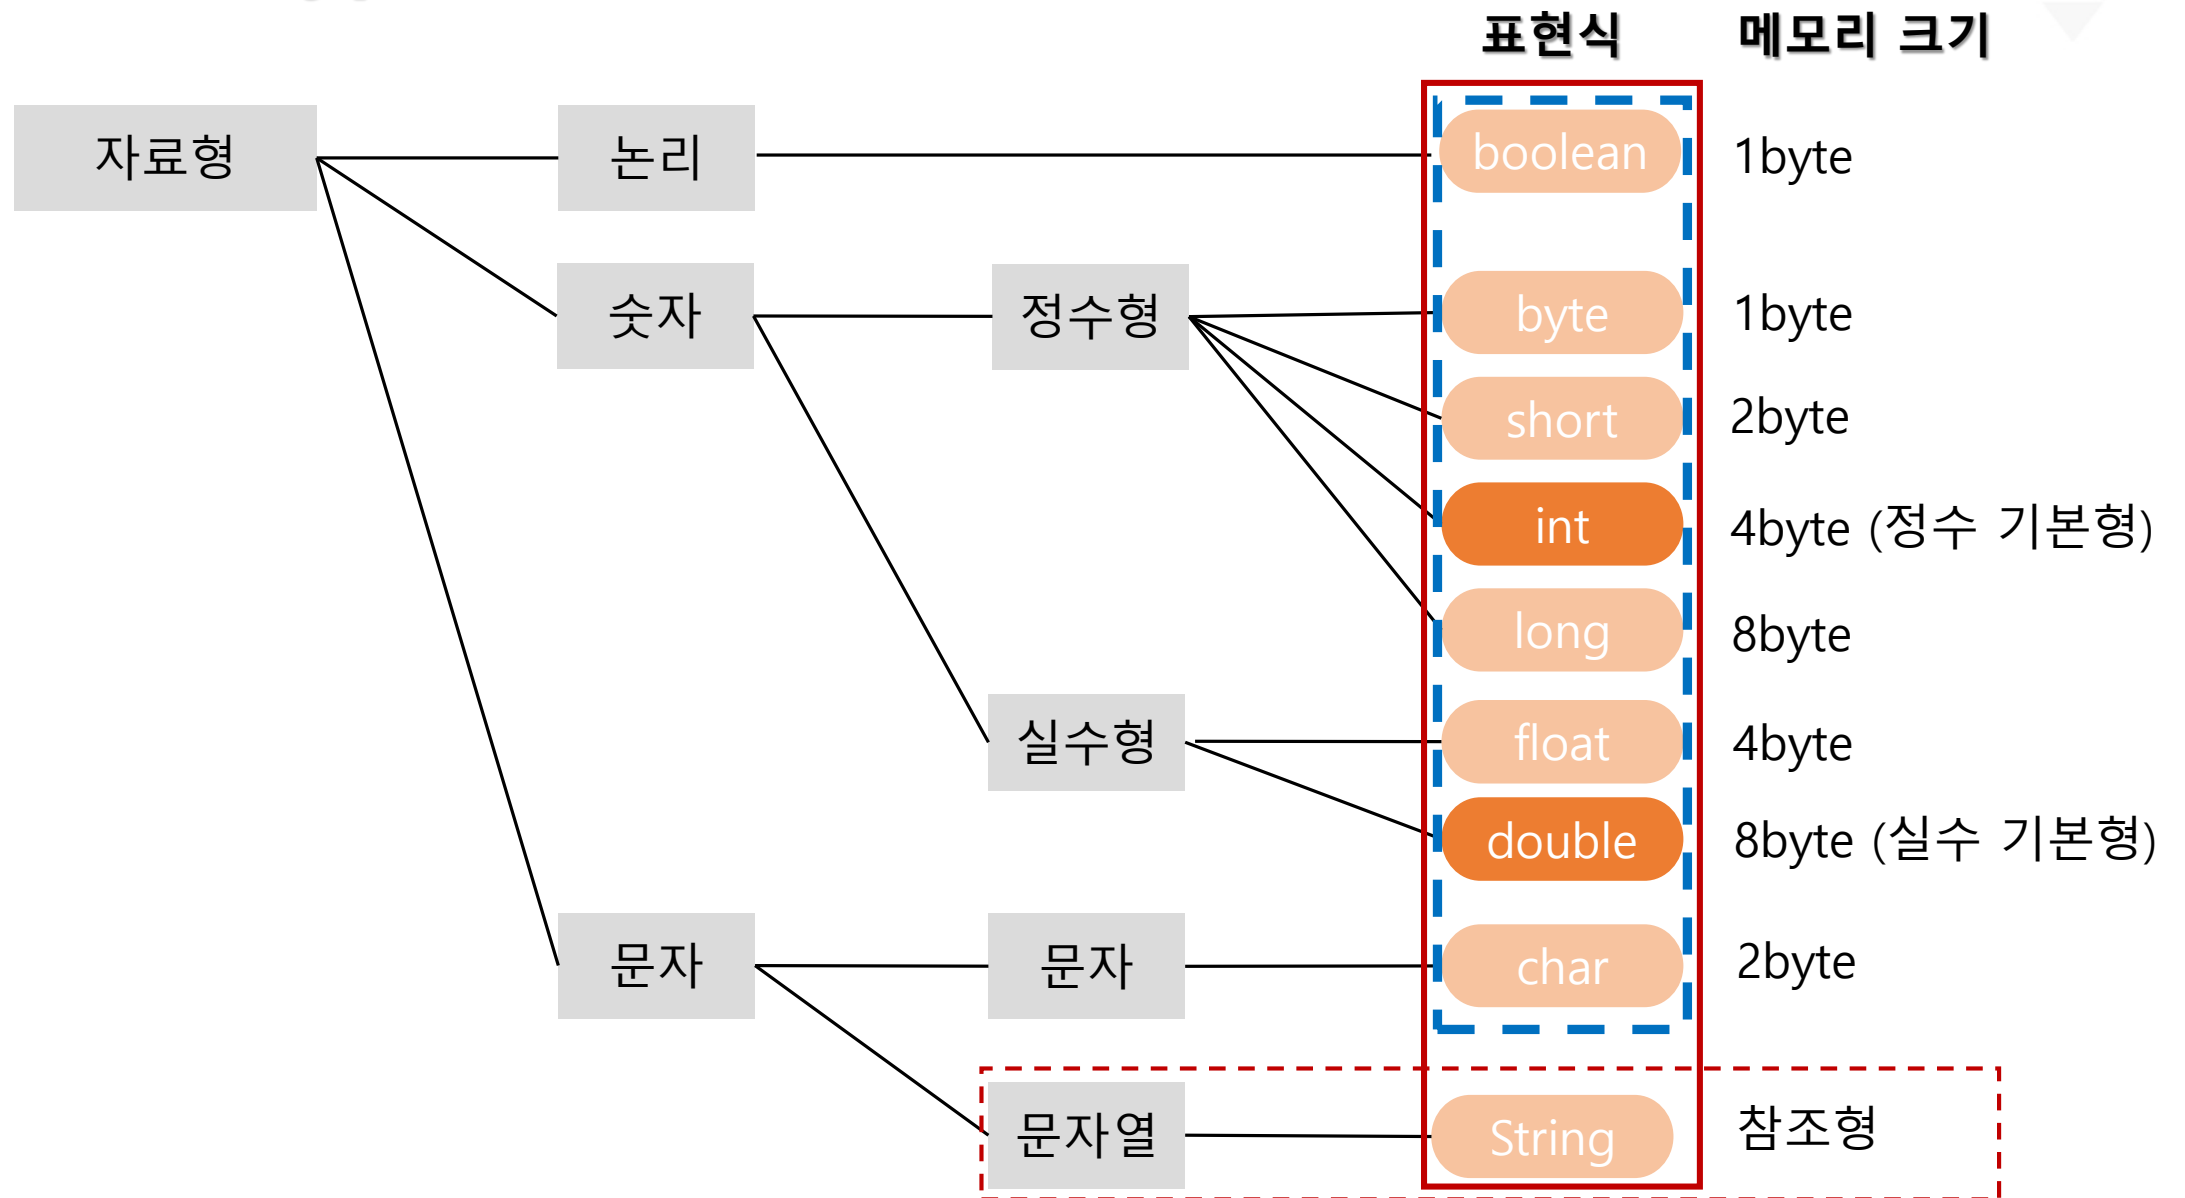 표현식 메모리 크기
자료형 논리 boolean 1byte
숫자 정수형 byte 1byte
short 2byte
int 4byte (정수 기본형)
long 8byte
실수형 float 4byte
double 8byte (실수 기본형)
문자 문자 char 2byte
문자열 String 참조형